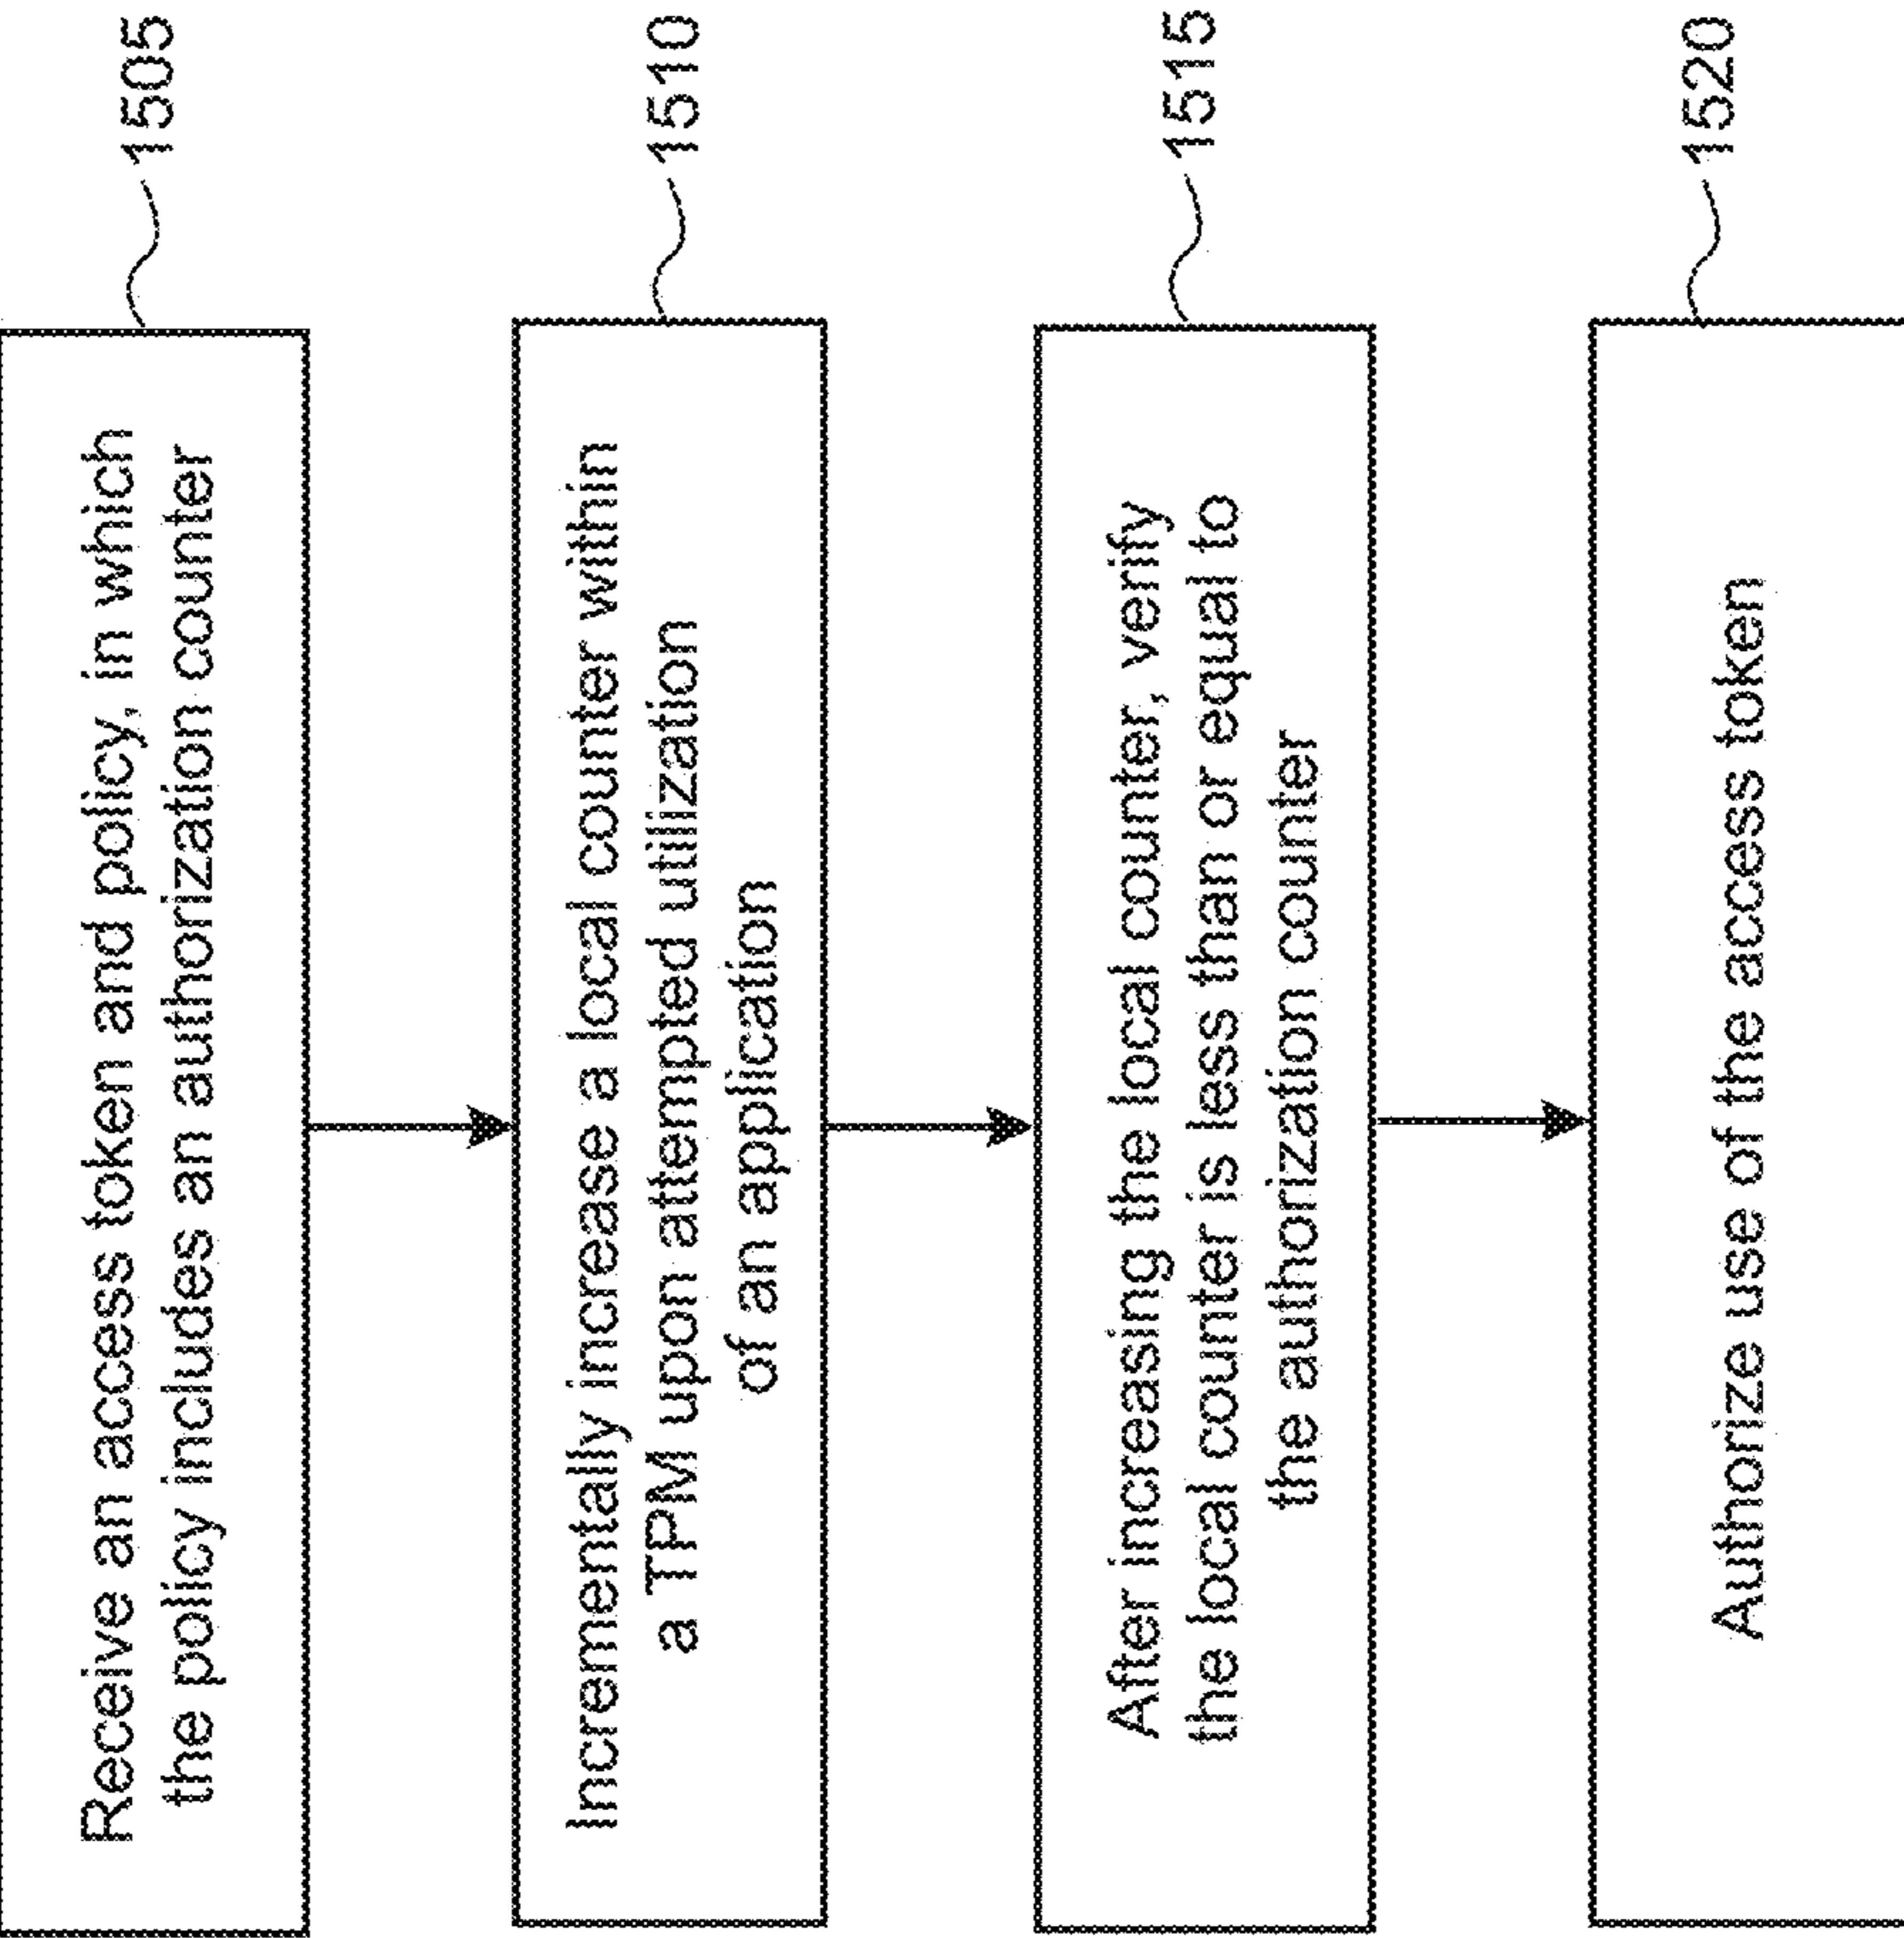 Receive an access token and policy, in which
the policy includes an authorization counter
1505
Incrementally increase a local counter within
a TPM upon attempted utilization
of an application
1510
After increasing the local counter, verify
the local counter is less than or equal to
the authorization counter
1515
Authorize use of the access token
1520